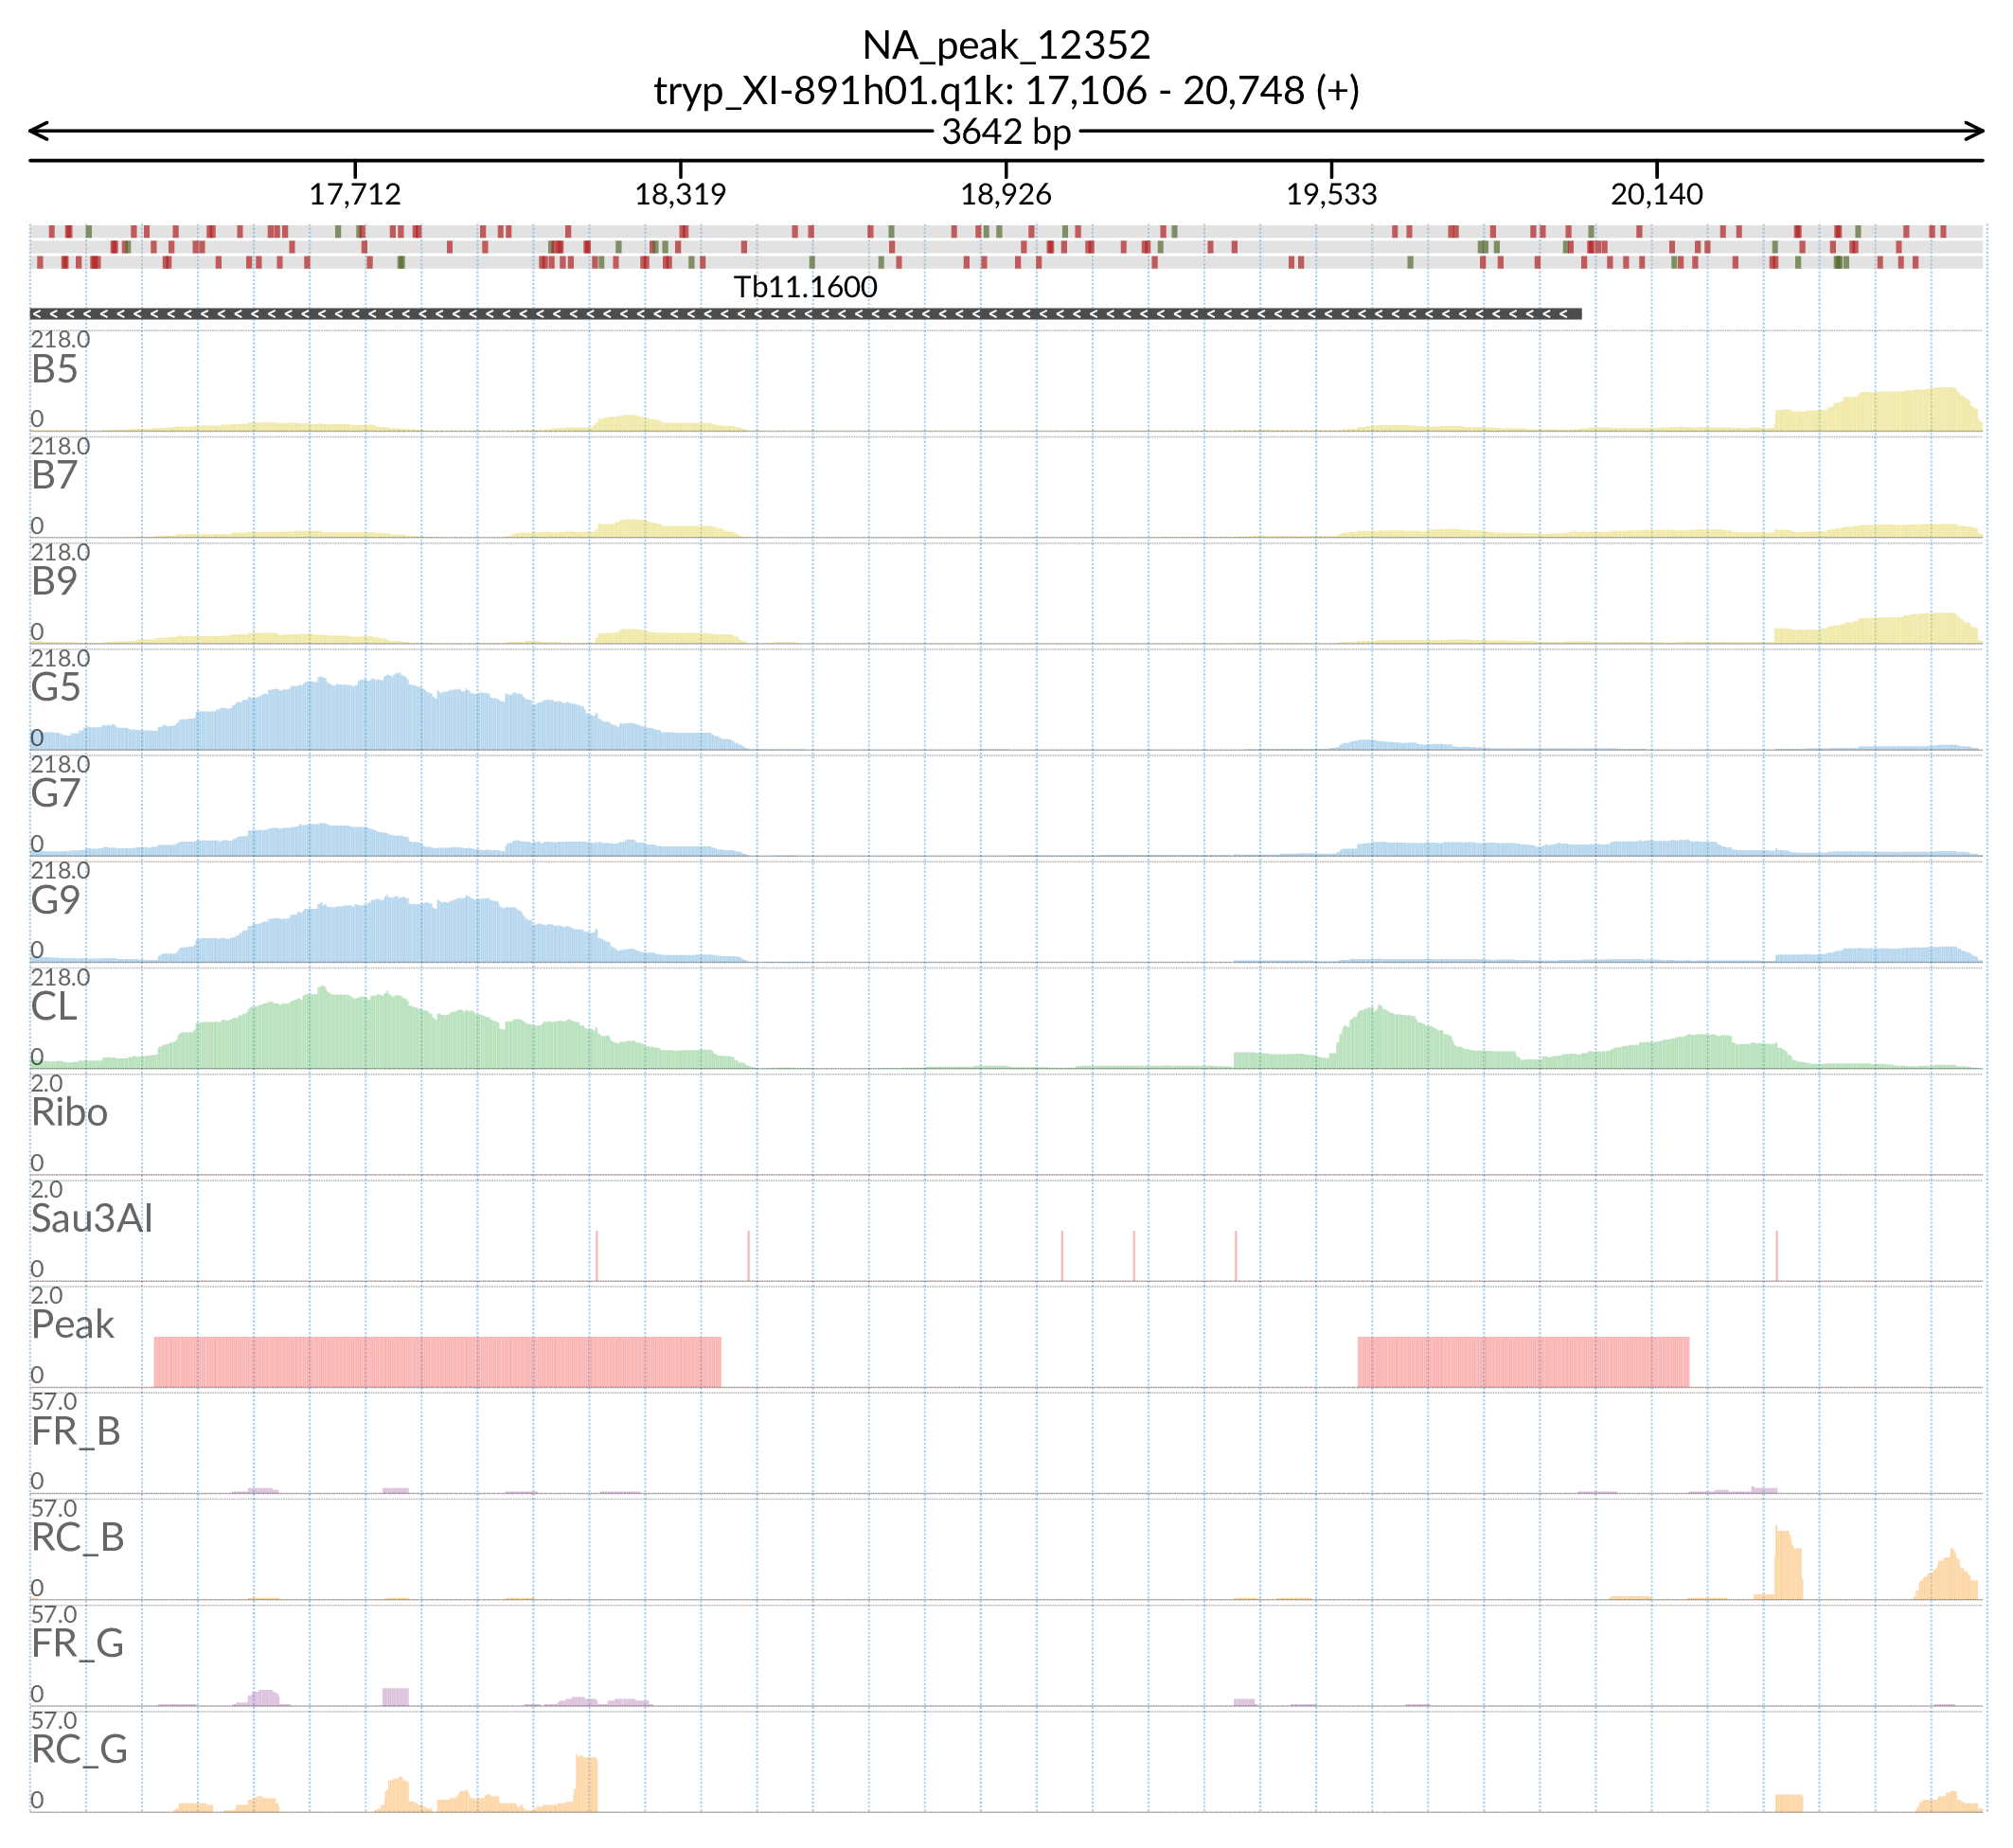 NA_peak_12352
tryp_XI-891h01.q1k: 17,106 - 20,748 (+)
3642 bp
17,712 18,319 18,926 19,533 20,140
Tb11.1600
218.0
B5
0
218.0
B7
0
218.0
B9
0
218.0
G5
0
218.0
G7
0
218.0
G9
0
218.0
CL
0
2.0
Ribo
0
2.0
Sau3AI
0
2.0
Peak
0
57.0
FR_B
0
57.0
RC_B
0
57.0
FR_G
0
57.0
RC_G
0